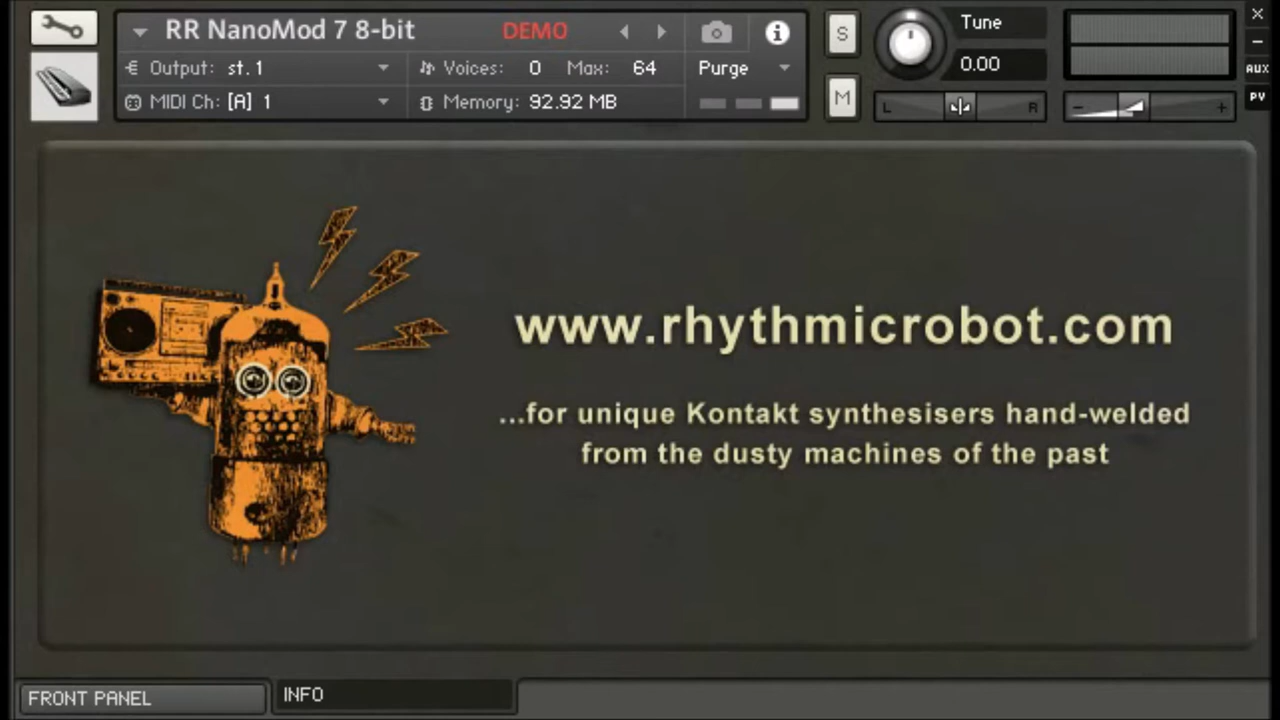 RR NanoMod 7 8-bit DEMO
Output: st.1 Voices: 0 Max: 64 Purge
MIDI Ch: [A] 1 Memory: 92.92 MB
S
M
Tune
0.00
L R
- +
AUX
PV
www.rhythmicrobot.com
...for unique Kontakt synthesisers hand-welded
from the dusty machines of the past
FRONT PANEL INFO